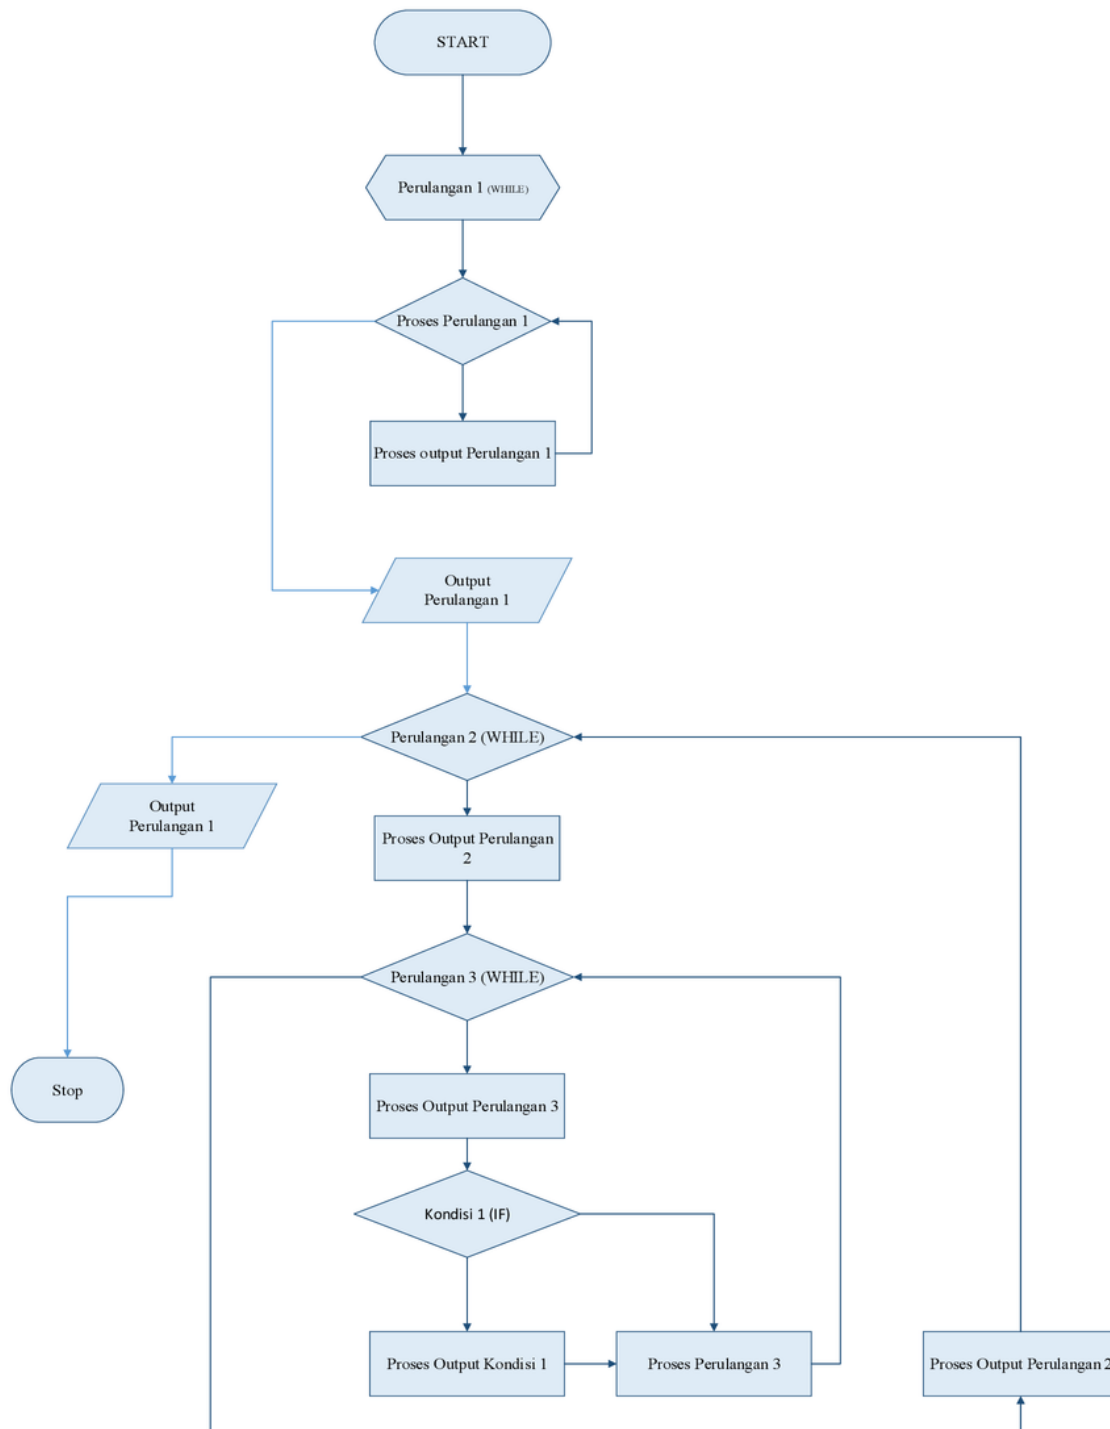 START
Perulangan 1 (WHILE)
Proses Perulangan 1
Proses output Perulangan 1
Output
Perulangan 1
Perulangan 2 (WHILE)
Output
Perulangan 1
Proses Output Perulangan
2
Perulangan 3 (WHILE)
Stop
Proses Output Perulangan 3
Kondisi 1 (IF)
Proses Output Kondisi 1
Proses Perulangan 3
Proses Output Perulangan 2